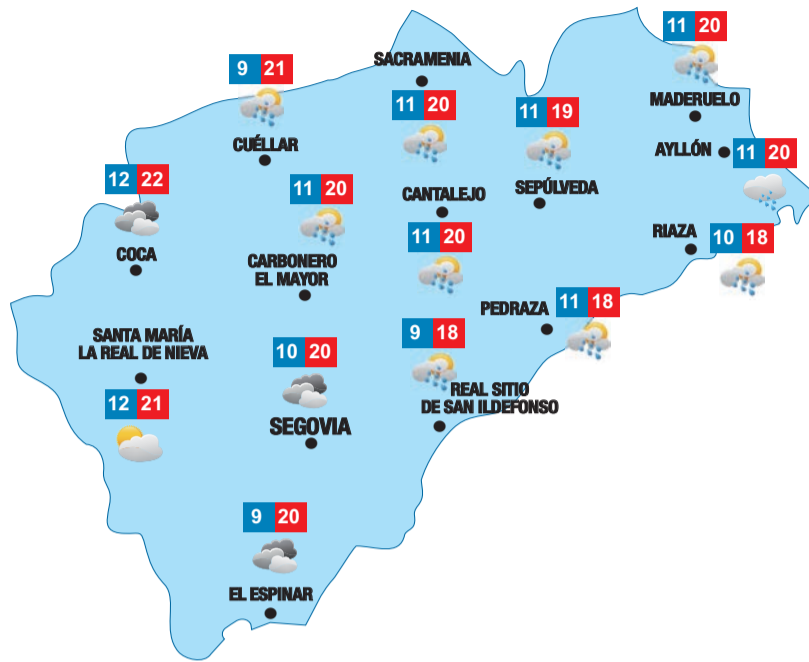 11 20
MADERUELO
SACRAMENIA
11 20
9 21
CUÉLLAR
11 19
SEPÚLVEDA
AYLLÓN
11 20
12 22
COCA
11 20
CARBONERO
EL MAYOR
CANTALEJO
11 20
RIAZA
10 18
PEDRAZA
11 18
SANTA MARÍA
LA REAL DE NIEVA
12 21
10 20
SEGOVIA
9 18
REAL SITIO
DE SAN ILDEFONSO
9 20
EL ESPINAR